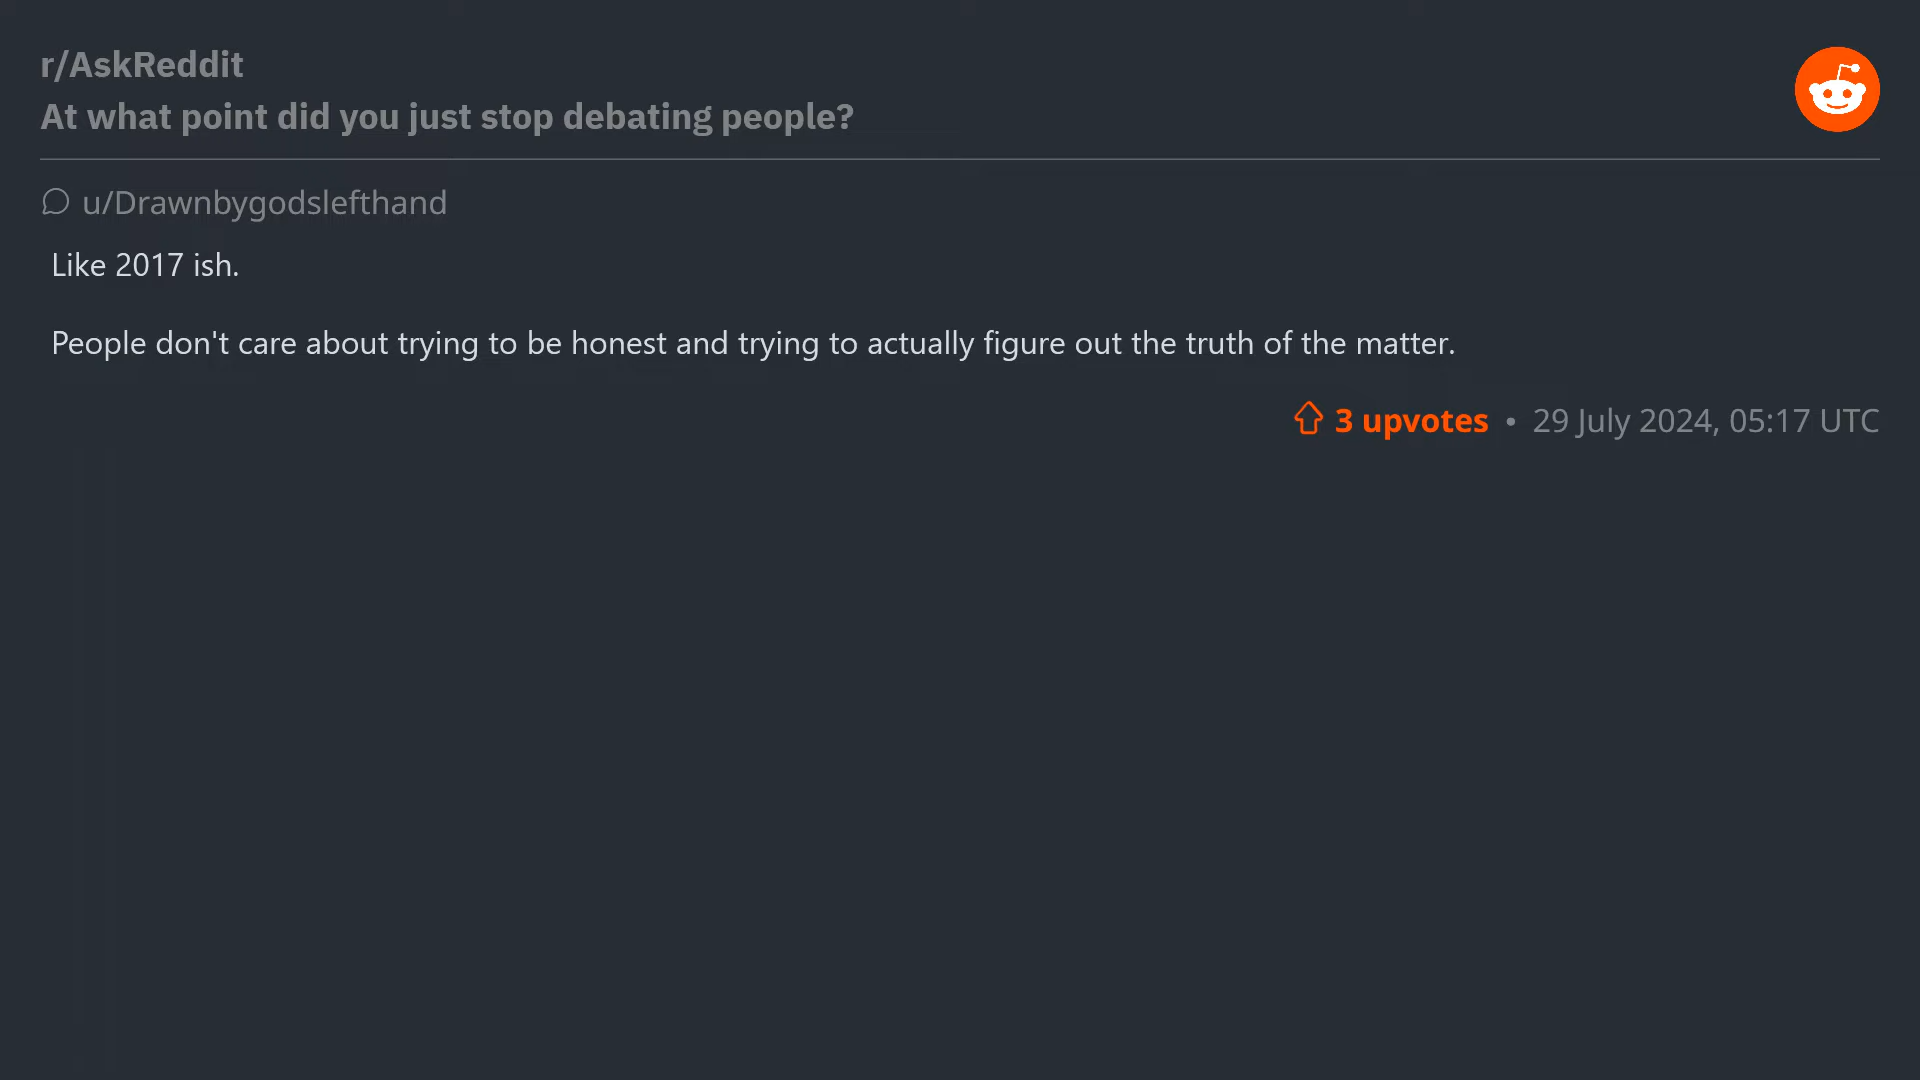 r/AskReddit
At what point did you just stop debating people?
u/Drawnbygodslefthand
Like 2017 ish.
People don't care about trying to be honest and trying to actually figure out the truth of the matter.
3 upvotes • 29 July 2024, 05:17 UTC